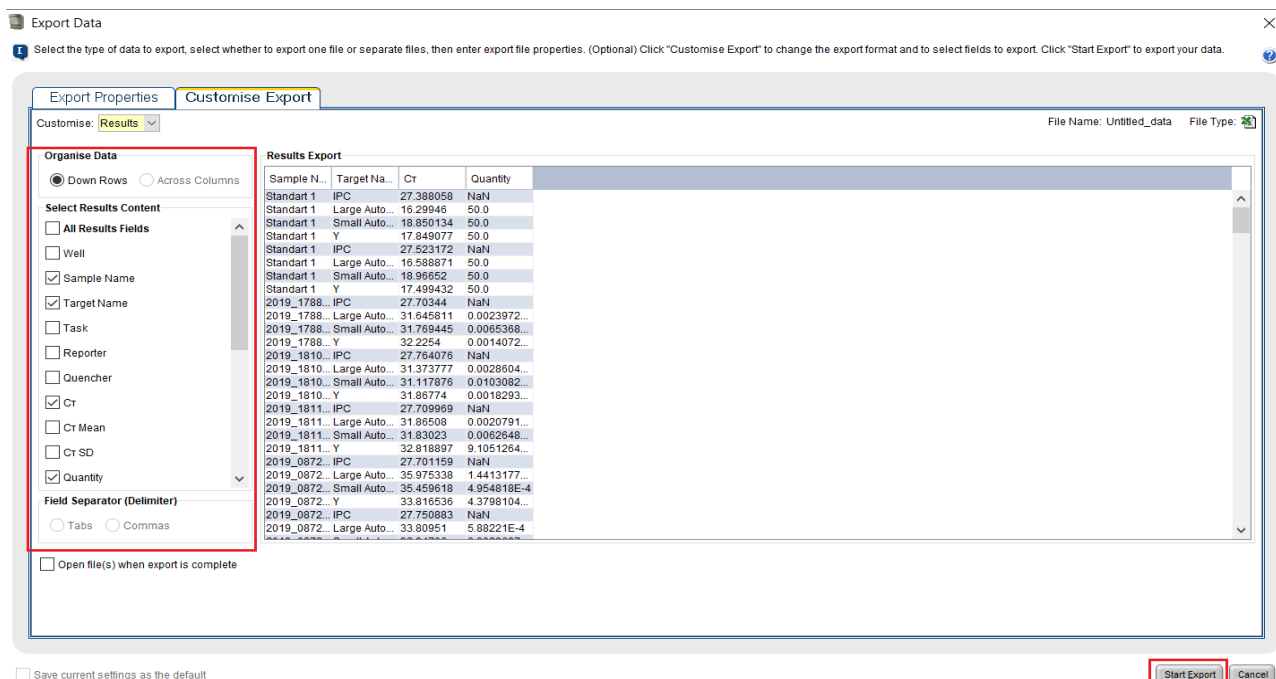 Export Data
Select the type of data to export, select whether to export one file or separate files, then enter export file properties. (Optional) Click "Customise Export" to change the export format and to select fields to export. Click "Start Export" to export your data.
Export Properties Customise Export
Customise: Results File Name: Untitled_data File Type:
Organise Data
Down Rows Across Columns
Select Results Content
All Results Fields
Well
Sample Name
Target Name
Task
Reporter
Quencher
Cт
Cт Mean
Cт SD
Quantity
Field Separator (Delimiter)
Tabs Commas
Results Export
Sample N... Target Na... Cт Quantity
Standart 1 IPC 27.388058 NaN
Standart 1 Large Auto... 16.29946 50.0
Standart 1 Small Auto... 18.850134 50.0
Standart 1 Y 17.849077 50.0
Standart 1 IPC 27.523172 NaN
Standart 1 Large Auto... 16.588871 50.0
Standart 1 Small Auto... 18.96652 50.0
Standart 1 Y 17.499432 50.0
2019_1788... IPC 27.70344 NaN
2019_1788... Large Auto... 31.645811 0.0023972...
2019_1788... Small Auto... 31.769445 0.0065368...
2019_1788... Y 32.2254 0.0014072...
2019_1810... IPC 27.764076 NaN
2019_1810... Large Auto... 31.373777 0.0028604...
2019_1810... Small Auto... 31.117876 0.0103082...
2019_1810... Y 31.86774 0.0018293...
2019_1811... IPC 27.709969 NaN
2019_1811... Large Auto... 31.86508 0.0020791...
2019_1811... Small Auto... 31.83023 0.0062648...
2019_1811... Y 32.818897 9.1051264...
2019_0872... IPC 27.701159 NaN
2019_0872... Large Auto... 35.975338 1.4413177...
2019_0872... Small Auto... 35.459618 4.954818E-4
2019_0872... Y 33.816536 4.3798104...
2019_0872... IPC 27.750883 NaN
2019_0872... Large Auto... 33.80951 5.88221E-4
Open file(s) when export is complete
Save current settings as the default
Start Export Cancel